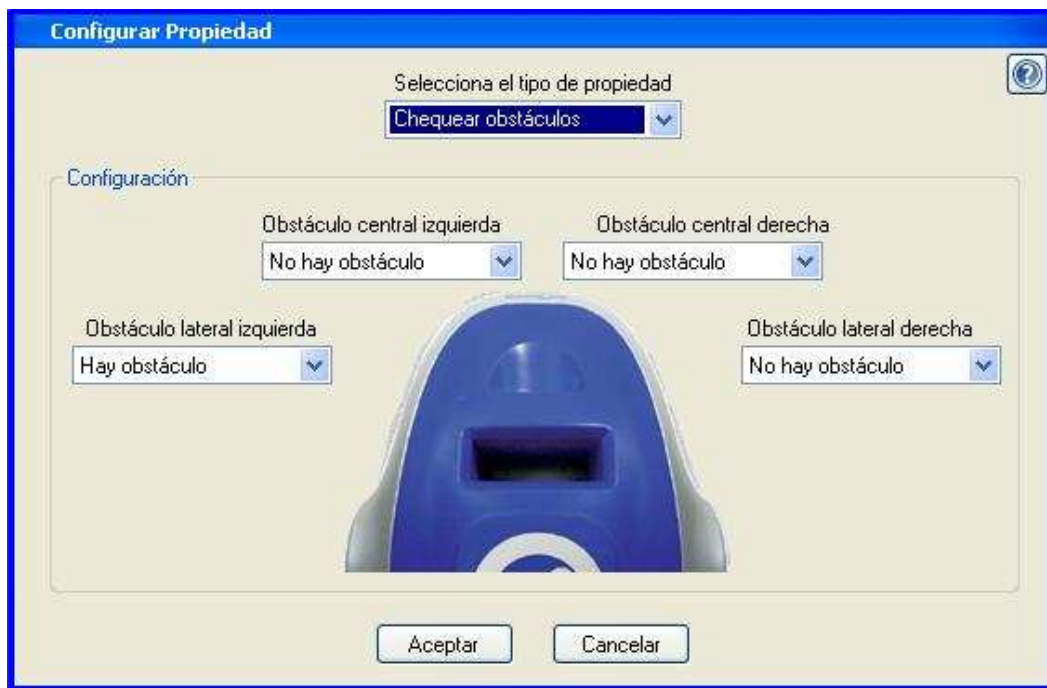 Configurar Propiedad
Selecciona el tipo de propiedad
Chequear obstáculos
Configuración
Obstáculo central izquierda
Obstáculo central derecha
No hay obstáculo
No hay obstáculo
Obstáculo lateral izquierda
Obstáculo lateral derecha
Hay obstáculo
No hay obstáculo
Aceptar
Cancelar